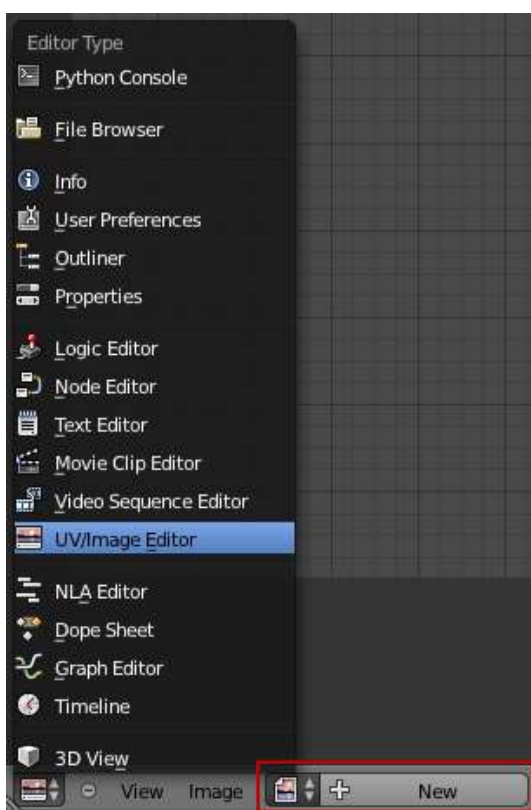 Editor Type
Python Console
File Browser
Info
User Preferences
Outliner
Properties
Logic Editor
Node Editor
Text Editor
Movie Clip Editor
Video Sequence Editor
UV/Image Editor
NLA Editor
Dope Sheet
Graph Editor
Timeline
3D View
View Image New